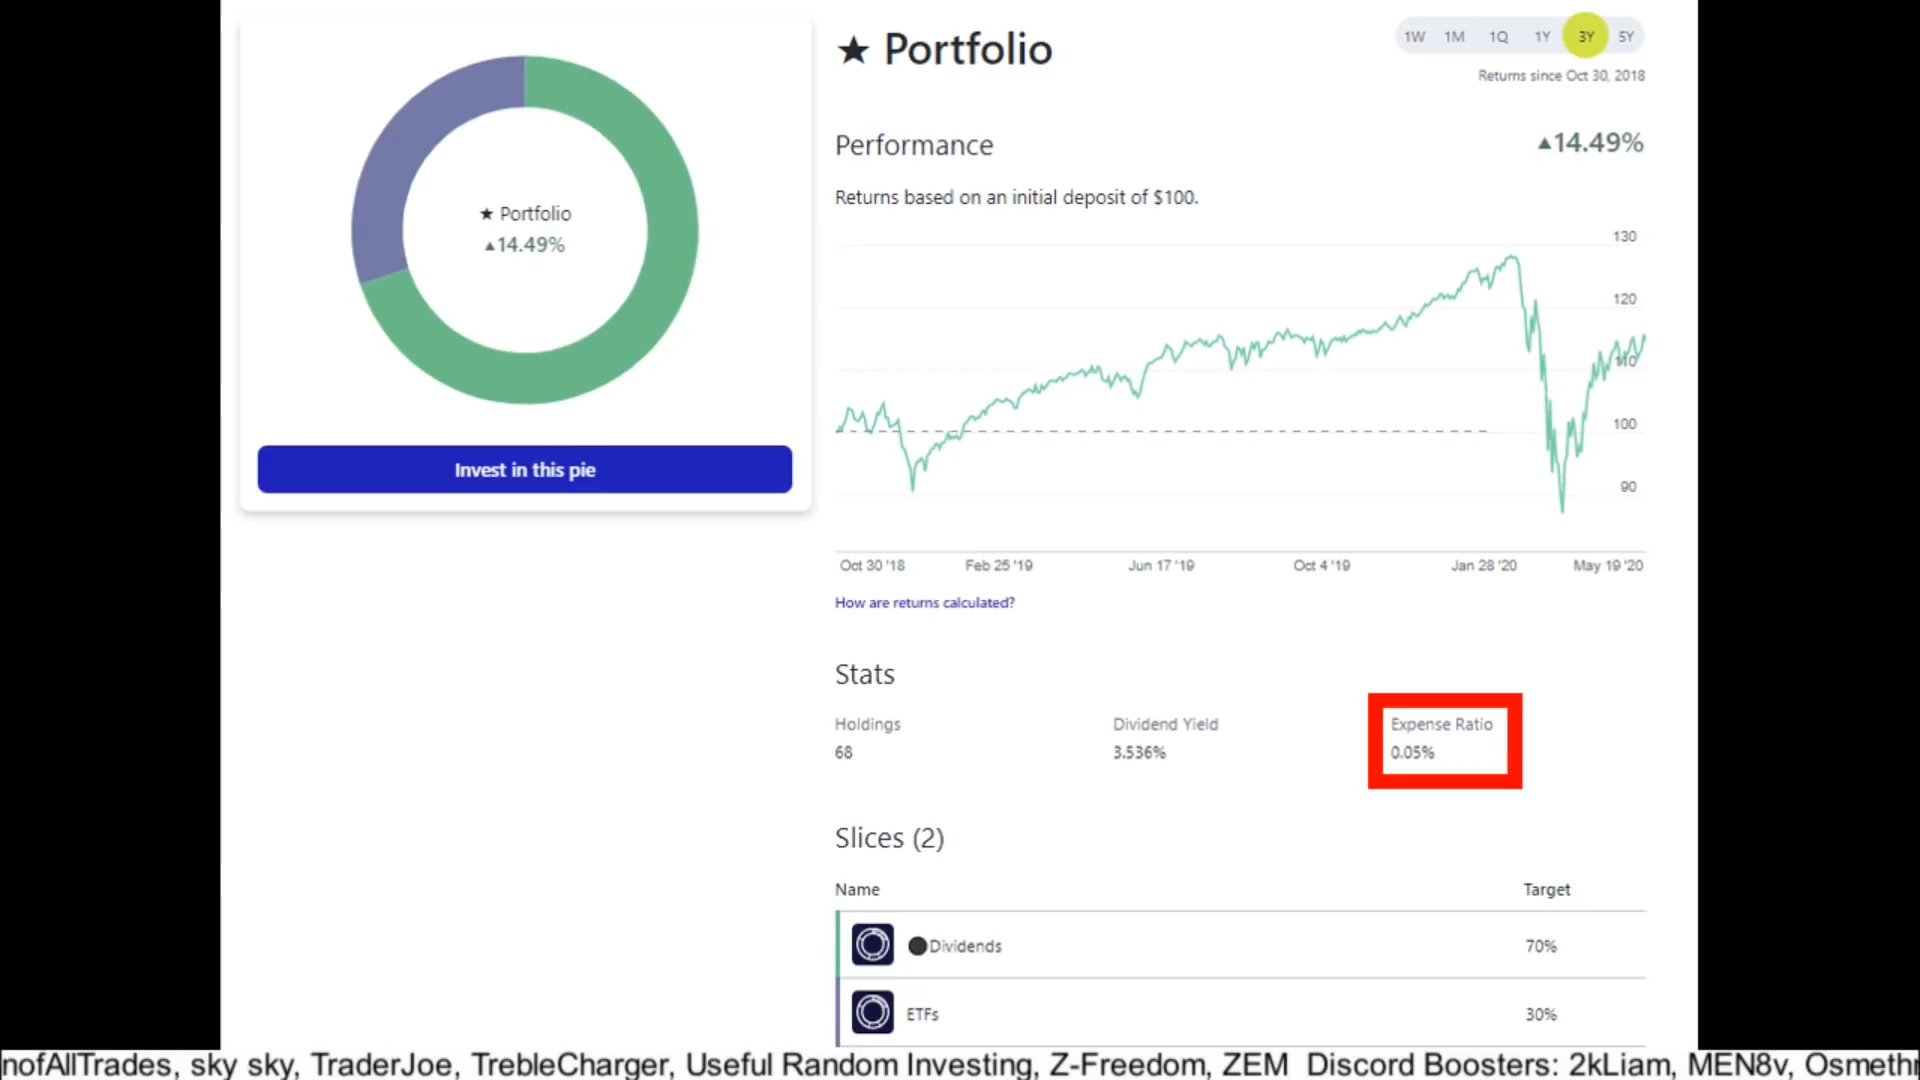 ★ Portfolio
▲14.49%
Invest in this pie
★ Portfolio
1W 1M 1Q 1Y 3Y 5Y
Returns since Oct 30, 2018
Performance
▲14.49%
Returns based on an initial deposit of $100.
130
120
110
100
90
Oct 30 '18 Feb 25 '19 Jun 17 '19 Oct 4 '19 Jan 28 '20 May 19 '20
How are returns calculated?
Stats
Holdings Dividend Yield Expense Ratio
68 3.536% 0.05%
Slices (2)
Name Target
Dividends 70%
ETFs 30%
nofAllTrades, sky sky, TraderJoe, TrebleCharger, Useful Random Investing, Z-Freedom, ZEM Discord Boosters: 2kLiam, MEN8v, Osmethn